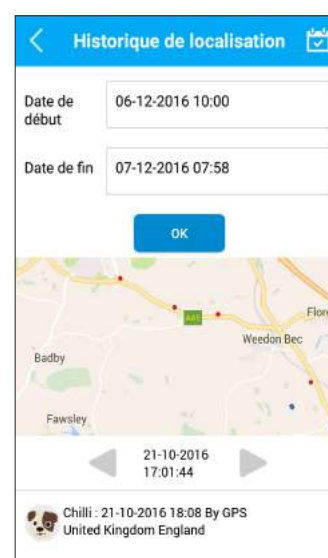 Historique de localisation
Date de début
06-12-2016 10:00
Date de fin
07-12-2016 07:58
OK
A45
Weedon Bec
Badby
Fawsley
21-10-2016
17:01:44
Chilli : 21-10-2016 18:08 By GPS
United Kingdom England